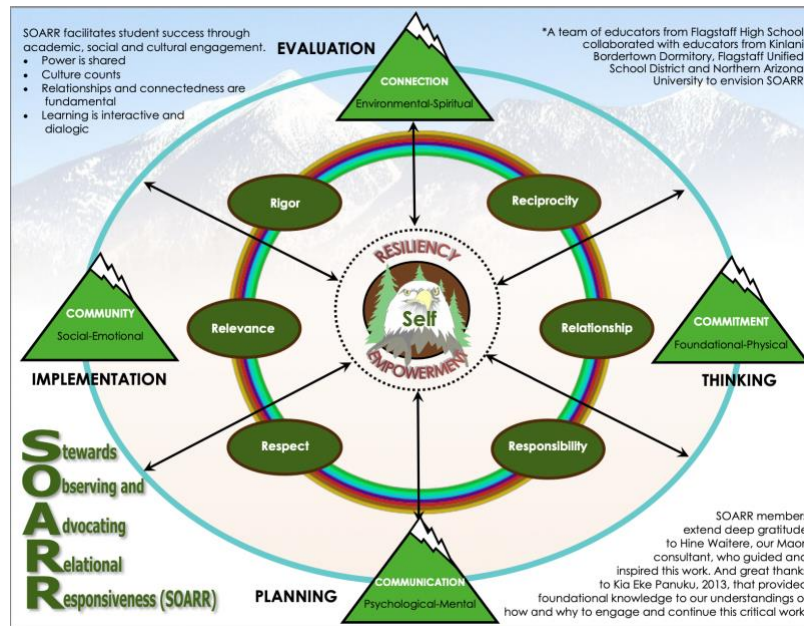 SOARR facilitates student success through
academic, social and cultural engagement.
• Power is shared
• Culture counts
• Relationships and connectedness are
fundamental
• Learning is interactive and
dialogic
EVALUATION
*A team of educators from Flagstaff High School
collaborated with educators from Kinlani
Bordertown Dormitory, Flagstaff Unified
School District and Northern Arizona
University to envision SOARR
CONNECTION
Environmental-Spiritual
Rigor
Reciprocity
RESILIENCY
Self
EMPOWERMENT
COMMUNITY
Social-Emotional
IMPLEMENTATION
Relevance
Relationship
COMMITMENT
Foundational-Physical
THINKING
Respect
Responsibility
Stewards
Observing and
Advocating
Relational
Responsiveness (SOARR)
PLANNING
COMMUNICATION
Psychological-Mental
SOARR member
extend deep gratitude
to Hine Waitere, our Maor
consultant, who guided and
inspired this work. And great thank
to Kia Eke Panuku, 2013, that provided
foundational knowledge to our understandings o
how and why to engage and continue this critical work